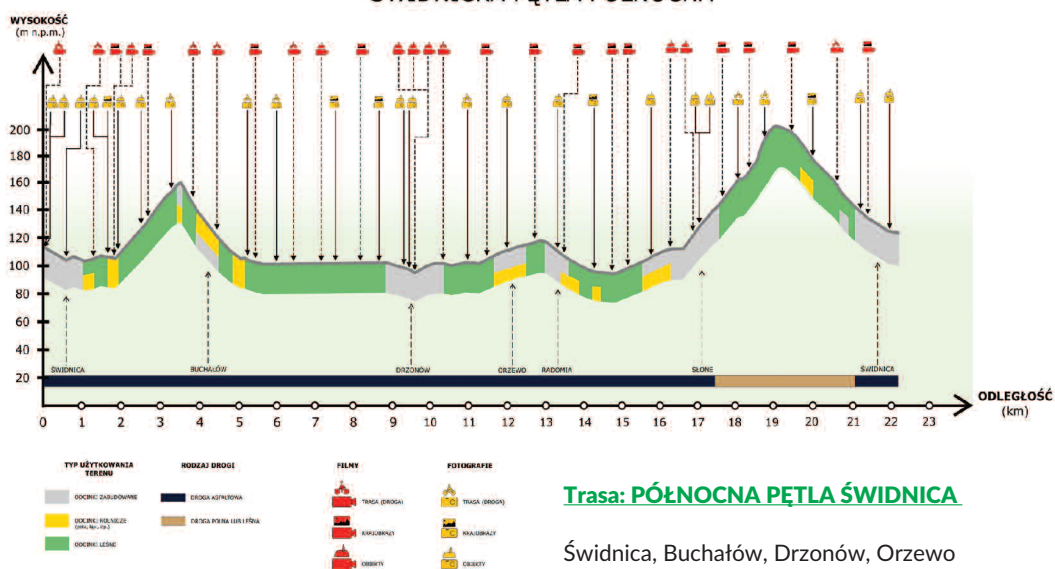 WYSOKOŚĆ
(m n.p.m.)
200
180
160
140
120
100
80
60
40
20
ŚWIDNICA BUCHAŁÓW DRZONÓW ORZEWO RADOMIA SŁONE ŚWIDNICA
0 1 2 3 4 5 6 7 8 9 10 11 12 13 14 15 16 17 18 19 20 21 22 23
ODLEGŁOŚĆ
(km)
TYP UŻYTKOWANIA
TERENU
ODCINKI ZABUDOWANE
ODCINKI ROLNICZE
ODCINKI LEŚNE
RODZAJ DROGI
DROGA ASFALTOWA
DROGA POLNA LUB LEŚNA
FILMY
TRASA (DROGA)
KRAJOBRAZY
OBIEKTY
FOTOGRAFIE
TRASA (DROGA)
KRAJOBRAZY
OBIEKTY
Trasa: PÓŁNOCNA PĘTLA ŚWIDNICA
Świdnica, Buchałów, Drzonów, Orzewo